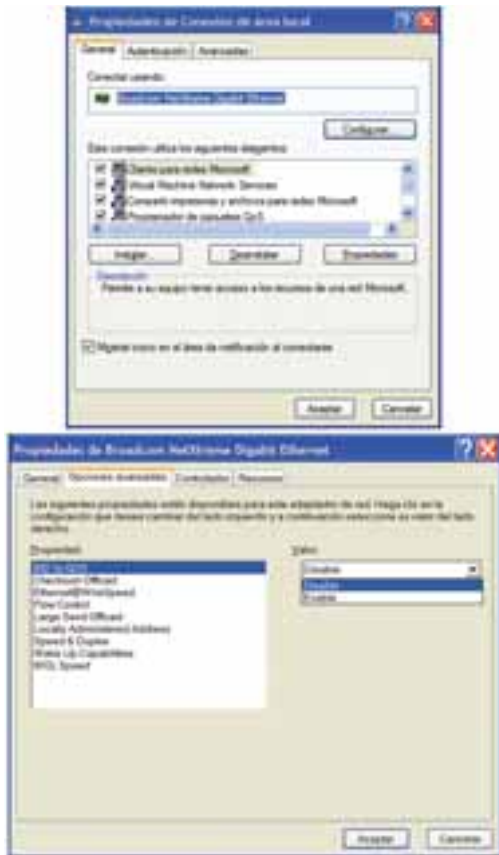 Propiedades de Conexión de área local
General Autenticación Avanzadas
Conectar usando:
Broadcom NetXtreme Gigabit Ethernet
Configurar...
Esta conexión utiliza los siguientes elementos:
Cliente para redes Microsoft
Virtual Machine Network Services
Compartir impresoras y archivos para redes Microsoft
Programador de paquetes QoS
Instalar... Desinstalar Propiedades
Descripción
Permite a su equipo tener acceso a los recursos de una red Microsoft.
Mostrar icono en el área de notificación al conectarse
Aceptar Cancelar
Propiedades de Broadcom NetXtreme Gigabit Ethernet
General Opciones avanzadas Controlador Recursos
Las siguientes propiedades están disponibles para este adaptador de red. Haga clic en la
configuración que desea cambiar del lado izquierdo y a continuación seleccione su valor del lado
derecho.
Propiedad: Valor:
Disable
Checksum Offload
Disable
Ethernet@WireSpeed
Enable
Flow Control
Large Send Offload
Locally Administered Address
Speed & Duplex
Wake Up Capabilities
WOL Speed
Aceptar Cancelar